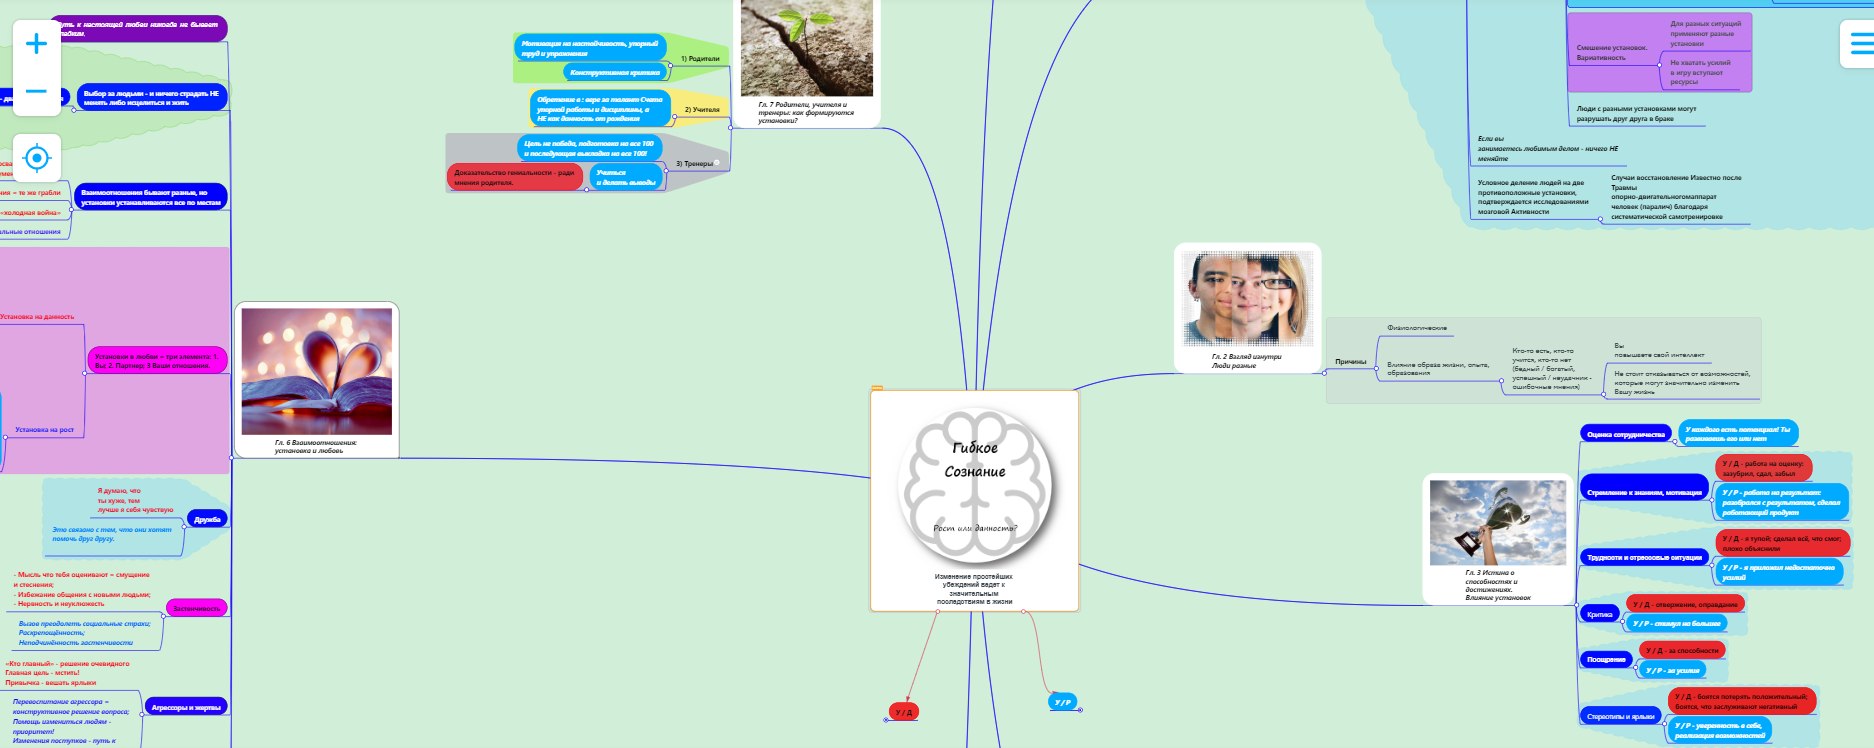 Путь к настоящей любви никогда не бывает
гладким.
Выбор за людьми - и ничего страдать НЕ
менять либо исцелиться и жить
ния = те же грабли
«холодная война»
Взаимоотношения бывают разные, но
установки устанавливаются все по местам
льные отношения
Установка на данность
Установки в любви = три элемента: 1.
Вы; 2. Партнер; 3 Ваши отношения.
Установка на рост
Гл. 6 Взаимоотношения:
установка и любовь
Я думаю, что
ты хуже, тем
лучше я себя чувствую
Это связано с тем, что они хотят
помочь друг другу.
Дружба
- Мысль что тебя оценивают = смущение
и стеснения;
- Избежание общения с новыми людьми;
- Нервность и неуклюжесть
Застенчивость
Вызов преодолеть социальные страхи;
Раскрепощённость;
Неподчинённость застенчивости
«Кто главный» - решение очевидного
Главная цель - мстить!
Привычка - вешать ярлыки
Агрессоры и жертвы
Перевоспитание агрессора =
конструктивное решение вопроса;
Помощь измениться людям -
приоритет!
Изменения поступков - путь к
Мотивация на настойчивость, упорный
труд и упражнения
Конструктивная критика
1) Родители
Обретение в : вере за талант Счета
упорной работы и дисциплины, а
НЕ как данность от рождения
2) Учителя
Цель не победа, подготовка на все 100
и последующая выкладка на все 100!
Доказательство гениальности - ради
мнения родители.
Учиться
и делать выводы
3) Тренеры
Гл. 7 Родители, учителя и
тренеры: как формируются
установки?
Гибкое
Сознание
Рост или данность?
Изменение простейших
убеждений ведет к
значительным
последствиям в жизни
У / Д
У / Р
Для разных ситуаций
применяют разные
установки
Смешение установок.
Вариативность
Не хватать усилий
в игру вступают
ресурсы
Люди с разными установками могут
разрушать друг друга в браке
Если вы
занимаетесь любимым делом - ничего НЕ
меняйте
Условное деление людей на две
противоположные установки,
подтверждается исследованиями
мозговой Активности
Случаи восстановление Известно после
Травмы
опорно-двигательногомаппарат
человек (паралич) благодаря
систематической самотренировке
Гл. 2 Взгляд изнутри
Люди разные
Причины
Физиологические
Влияние образа жизни, опыта,
образования
Кто-то есть, кто-то
учится, кто-то нет
(бедный / богатый,
успешный / неудачник -
ошибочные мнения)
Вы
повышаете свой интеллект
Не стоит отказываться от возможностей,
которые могут значительно изменить
Вашу жизнь
Гл. 3 Истина о
способностях и
достижениях.
Влияние установок
Оценка сотрудничества
У каждого есть потенциал! Ты
развиваешь его или нет
Стремление к знаниям, мотивация
У / Д - работа на оценку:
зазубрил, сдал, забыл
У / Р - работа на результат:
разобрался с результатом, сделал
работающий продукт
Трудности и стрессовые ситуации
У / Д - я тупой; сделал всё, что смог;
плохо объяснили
У / Р - я приложил недостаточно
усилий
Критика
У / Д - отвержение, оправдание
У / Р - стимул на большее
Поощрение
У / Д - за способности
У / Р - за усилия
Стереотипы и ярлыки
У / Д - боятся потерять положительный;
боятся, что заслуживают негативный
У / Р - уверенность в себе,
реализация возможностей